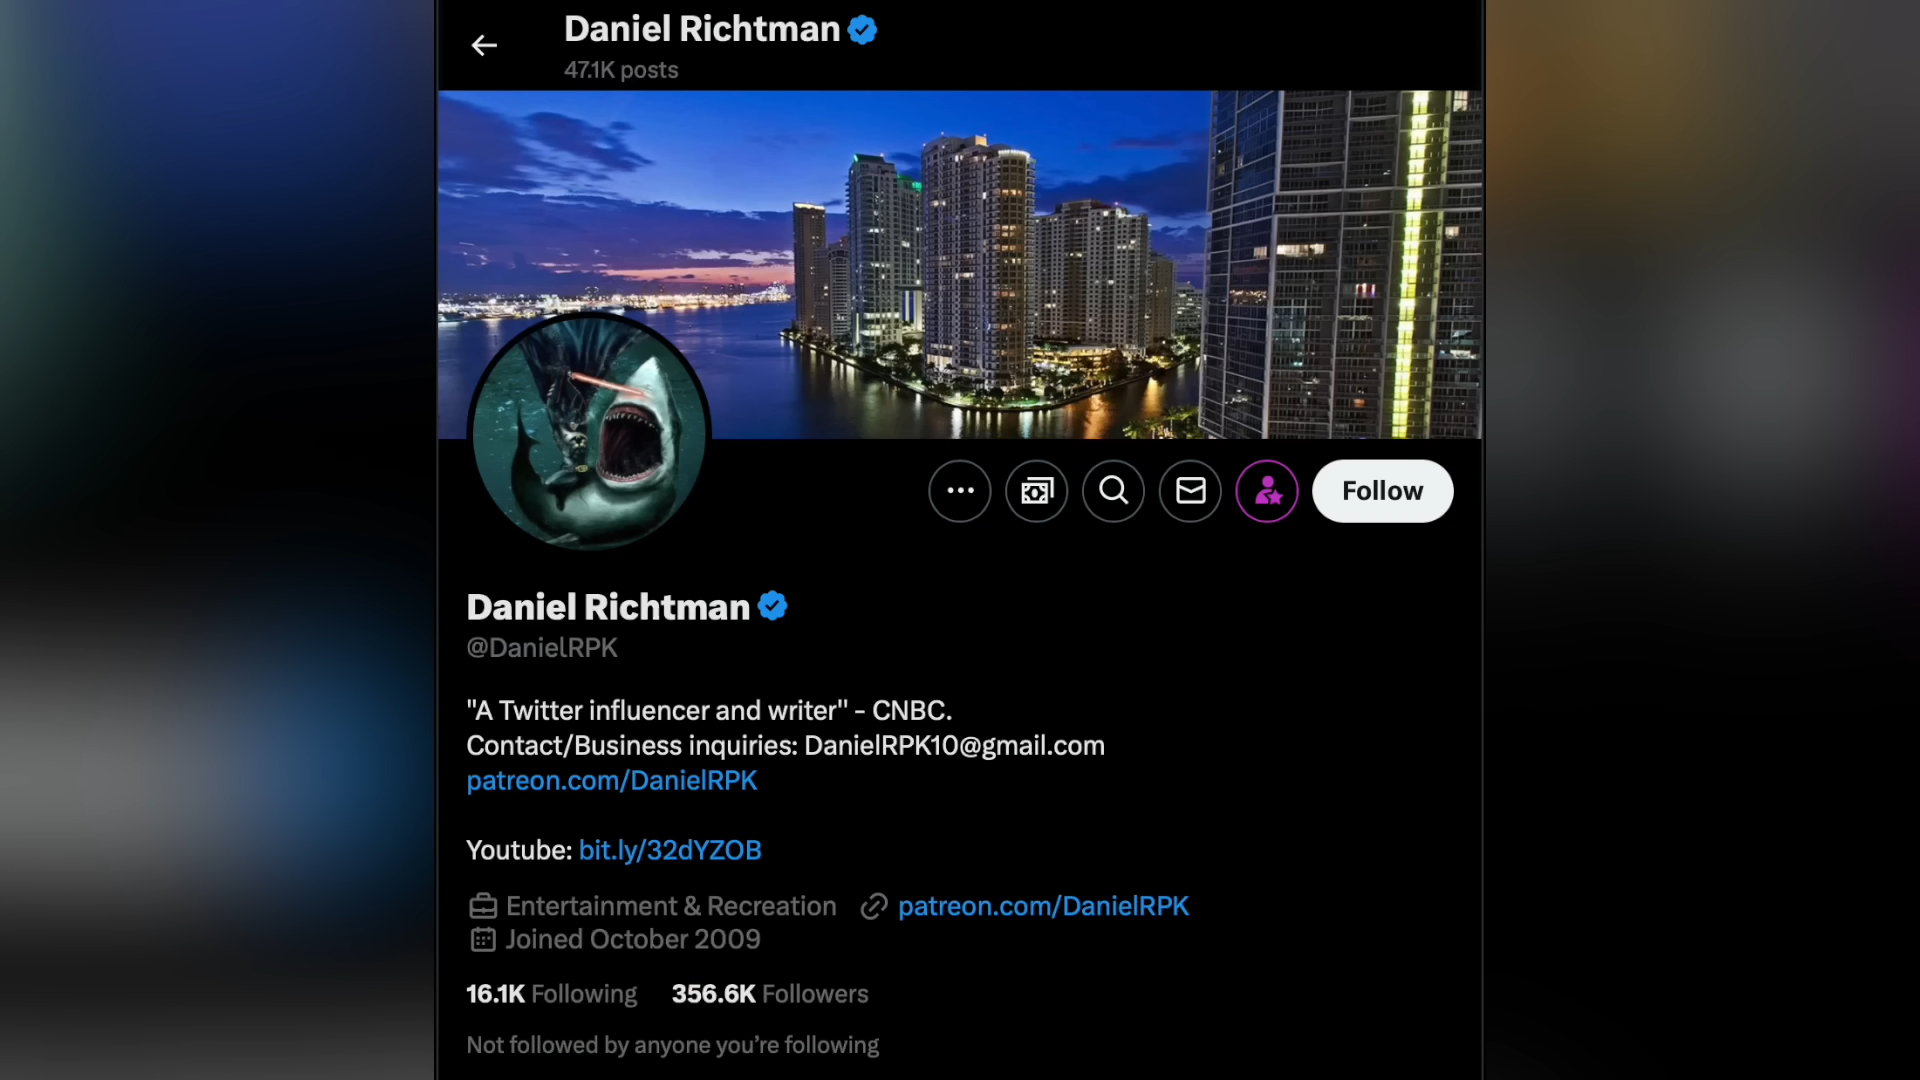 Daniel Richtman
47.1K posts
Follow
Daniel Richtman
@DanielRPK
"A Twitter influencer and writer" - CNBC.
Contact/Business inquiries: DanielRPK10@gmail.com
patreon.com/DanielRPK
Youtube: bit.ly/32dYZOB
Entertainment & Recreation patreon.com/DanielRPK
Joined October 2009
16.1K Following 356.6K Followers
Not followed by anyone you’re following